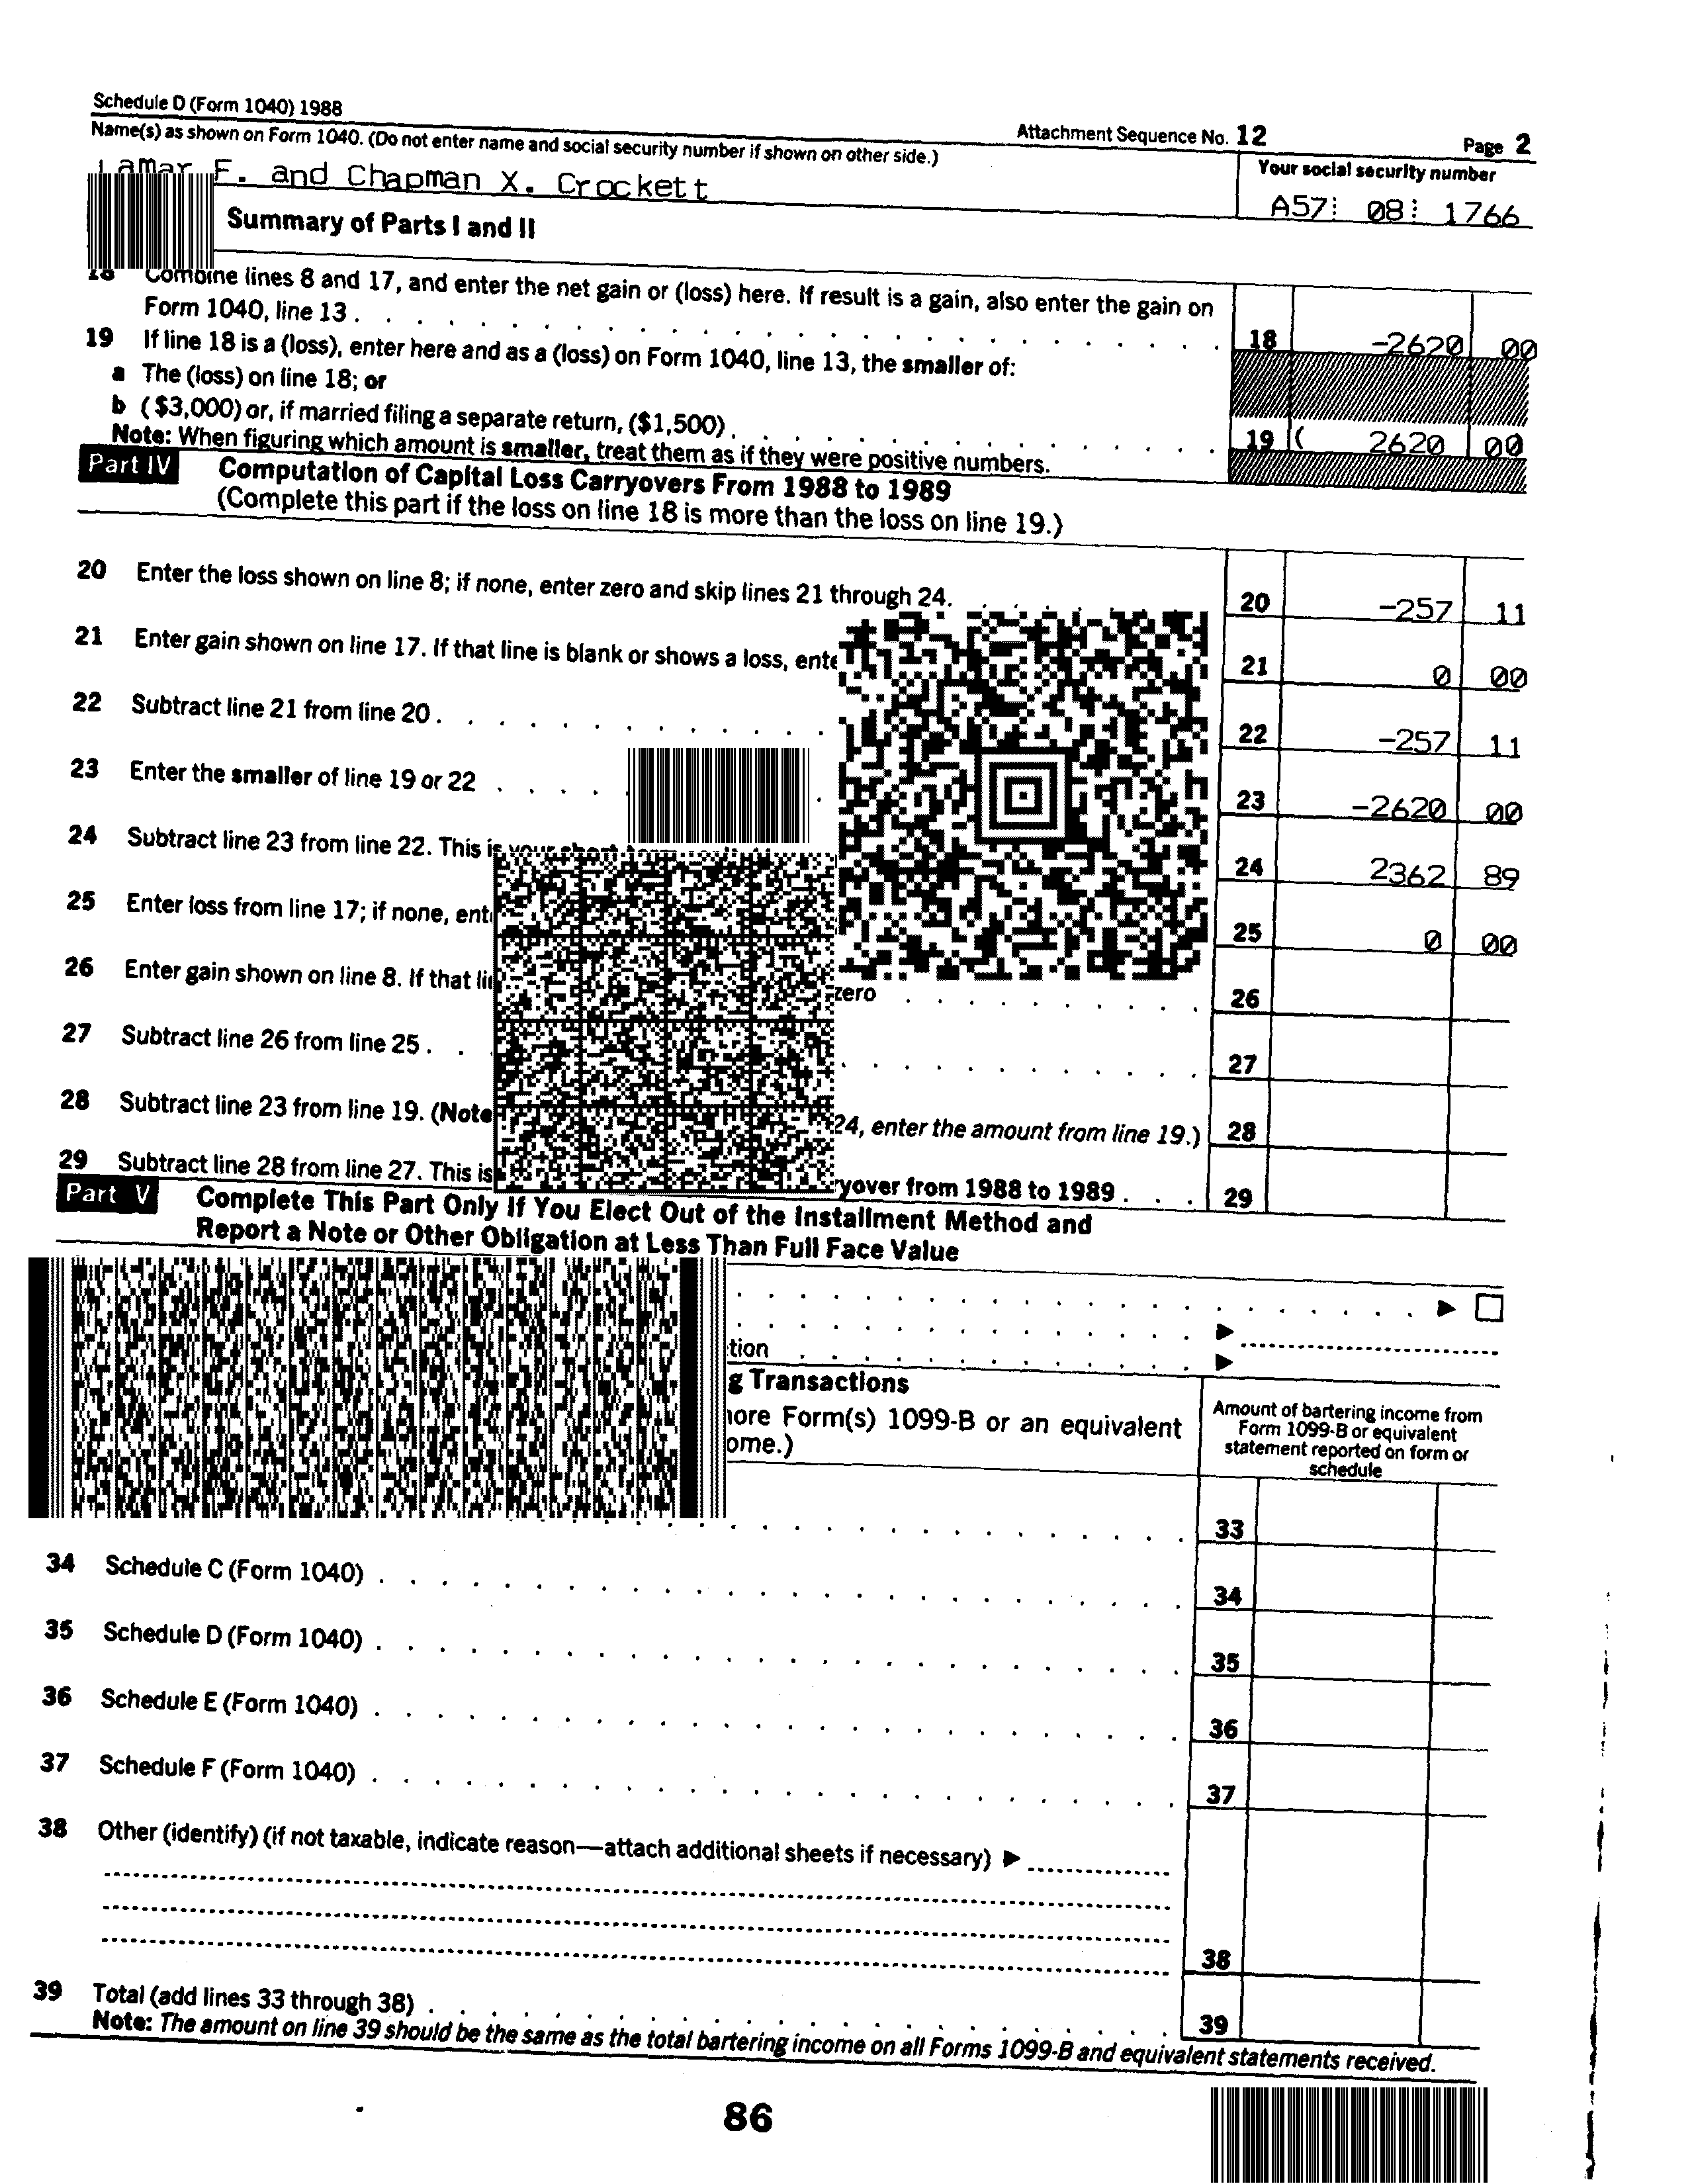 Schedule D (Form 1040) 1988
Attachment Sequence No. 12
Page 2
Name(s) as shown on Form 1040. (Do not enter name and social security number if shown on other side.)
Your social security number
Lamar F. and Chapman X. Crockett
A57 08 1766
Summary of Parts I and II
18 Combine lines 8 and 17, and enter the net gain or (loss) here. If result is a gain, also enter the gain on
Form 1040, line 13 . 18 -2620 00
19 If line 18 is a (loss), enter here and as a (loss) on Form 1040, line 13, the smaller of:
a The (loss) on line 18; or
b ($3,000) or, if married filing a separate return, ($1,500) . 19 ( 2620 00
Note: When figuring which amount is smaller, treat them as if they were positive numbers.
Part IV Computation of Capital Loss Carryovers From 1988 to 1989
(Complete this part if the loss on line 18 is more than the loss on line 19.)
20 Enter the loss shown on line 8; if none, enter zero and skip lines 21 through 24. 20 -257 11
21 Enter gain shown on line 17. If that line is blank or shows a loss, 21 0 00
22 Subtract line 21 from line 20 . 22 -257 11
23 Enter the smaller of line 19 or 22 23 -2620 00
24 Subtract line 23 from line 22. This is 24 2362 89
25 Enter loss from line 17; if none, 25 0 00
26 Enter gain shown on line 8. If that zero 26
27 Subtract line 26 from line 25 . 27
28 Subtract line 23 from line 19. (Note 24, enter the amount from line 19.) 28
29 Subtract line 28 from line 27. This is from 1988 to 1989 . 29
Part V Complete This Part Only If You Elect Out of the Installment Method and
Report a Note or Other Obligation at Less Than Full Face Value
Transactions
Form(s) 1099-B or an equivalent
Amount of bartering income from
Form 1099-B or equivalent
statement reported on form or
schedule
33
34 Schedule C (Form 1040) . 34
35 Schedule D (Form 1040) . 35
36 Schedule E (Form 1040) . 36
37 Schedule F (Form 1040) . 37
38 Other (identify) (if not taxable, indicate reason—attach additional sheets if necessary) ▶
38
39 Total (add lines 33 through 38) . 39
Note: The amount on line 39 should be the same as the total bartering income on all Forms 1099-B and equivalent statements received.
86